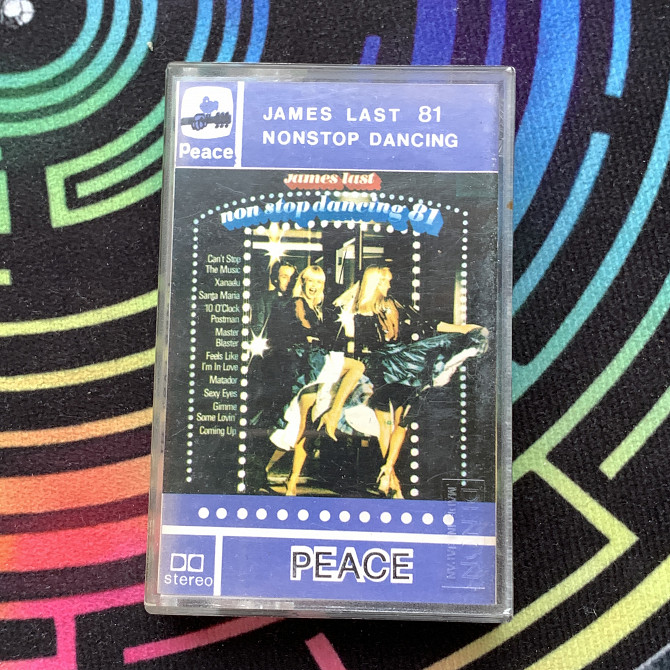 JAMES LAST 81
NONSTOP DANCING
Peace
james last
non stop dancing 81
Can't Stop
The Music
Xanadu
Santa Maria
10 O'Clock
Postman
Master
Blaster
Feels Like
I'm In Love
Matador
Sexy Eyes
Gimme
Some Lovin'
Coming Up
stereo
PEACE